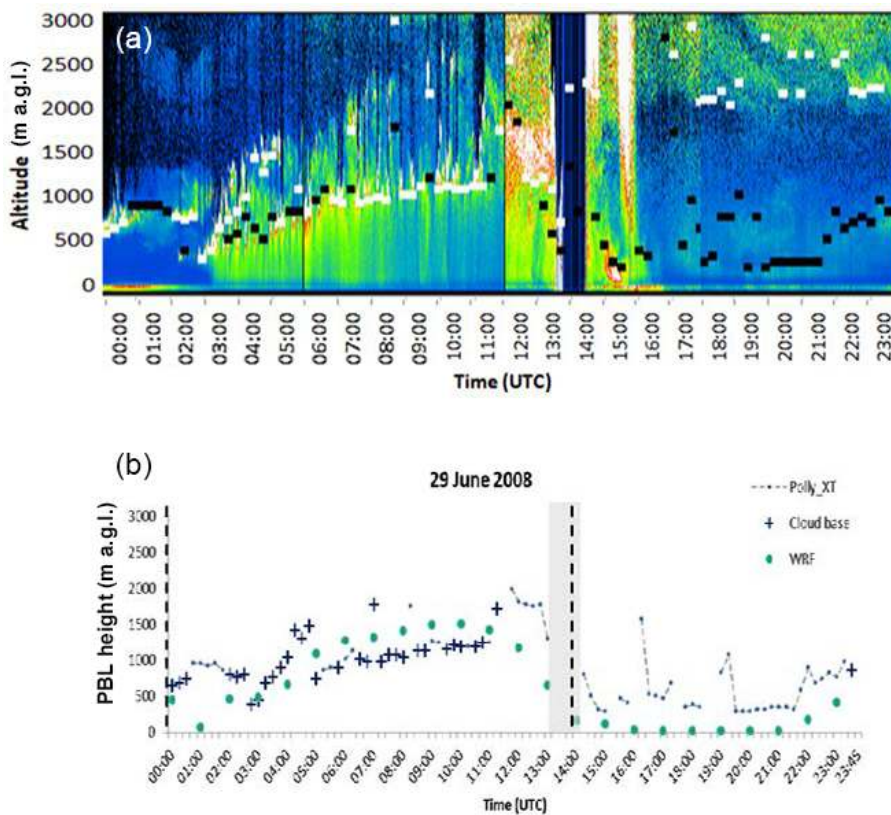 (a)
Altitude (m a.g.l.)
3000
2500
2000
1500
1000
500
0
00:00 01:00 02:00 03:00 04:00 05:00 06:00 07:00 08:00 09:00 10:00 11:00 12:00 13:00 14:00 15:00 16:00 17:00 18:00 19:00 20:00 21:00 22:00 23:00
Time (UTC)
(b)
29 June 2008
PBL height (m a.g.l.)
3000
2500
2000
1500
1000
500
0
Polly_XT
Cloud base
WRF
00:00 01:00 02:00 03:00 04:00 05:00 06:00 07:00 08:00 09:00 10:00 11:00 12:00 13:00 14:00 15:00 16:00 17:00 18:00 19:00 20:00 21:00 22:00 23:00 23:45
Time (UTC)